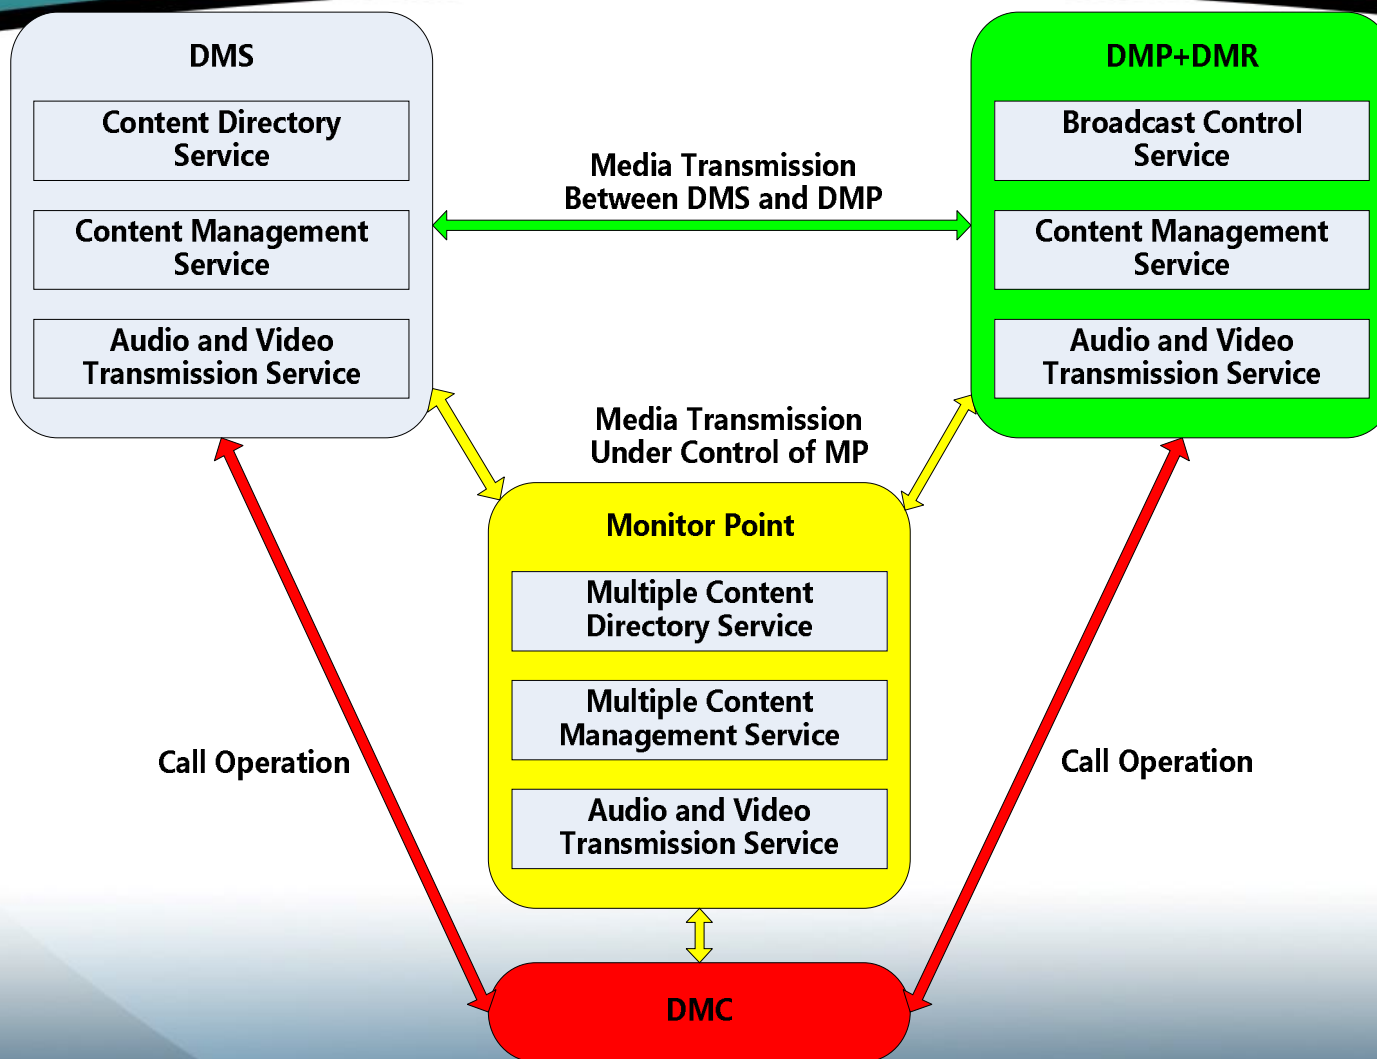 DMS
Content Directory
Service
Content Management
Service
Audio and Video
Transmission Service
DMP+DMR
Broadcast Control
Service
Content Management
Service
Audio and Video
Transmission Service
Media Transmission
Between DMS and DMP
Media Transmission
Under Control of MP
Monitor Point
Multiple Content
Directory Service
Multiple Content
Management Service
Audio and Video
Transmission Service
Call Operation
Call Operation
DMC